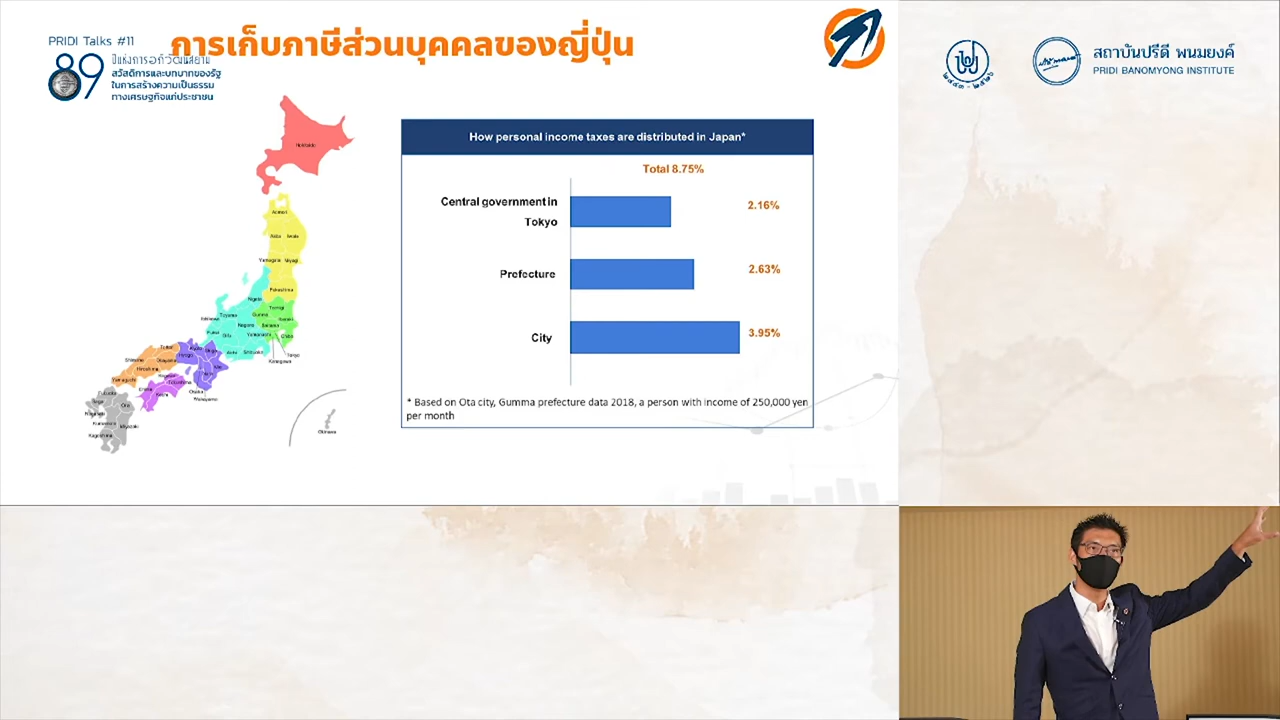 PRIDI Talks #11
89
ปีแห่งการอภิวัฒน์สยาม
สวัสดิการและบทบาทของรัฐ
ในการสร้างความเป็นธรรม
ทางเศรษฐกิจแก่ประชาชน
การเก็บภาษีส่วนบุคคลของญี่ปุ่น
สถาบันปรีดี พนมยงค์
PRIDI BANOMYONG INSTITUTE
How personal income taxes are distributed in Japan*
Total 8.75%
Central government in
Tokyo
2.16%
Prefecture
2.63%
City
3.95%
* Based on Ota city, Gumma prefecture data 2018, a person with income of 250,000 yen
per month
Hokkaido
Aomori
Akita Iwate
Yamagata Miyagi
Fukushima
Niigata
Tochigi
Toyama
Gunma
Ishikawa
Nagano
Saitama
Fukui
Gifu
Yamanashi
Chiba
Aichi
Shizuoka
Tokyo
Kanagawa
Tottori
Shimane
Okayama
Hyogo
Hiroshima
Yamaguchi
Tokushima
Osaka
Wakayama
Oita
Nagasaki
Kumamoto
Miyazaki
Kagoshima
Okinawa